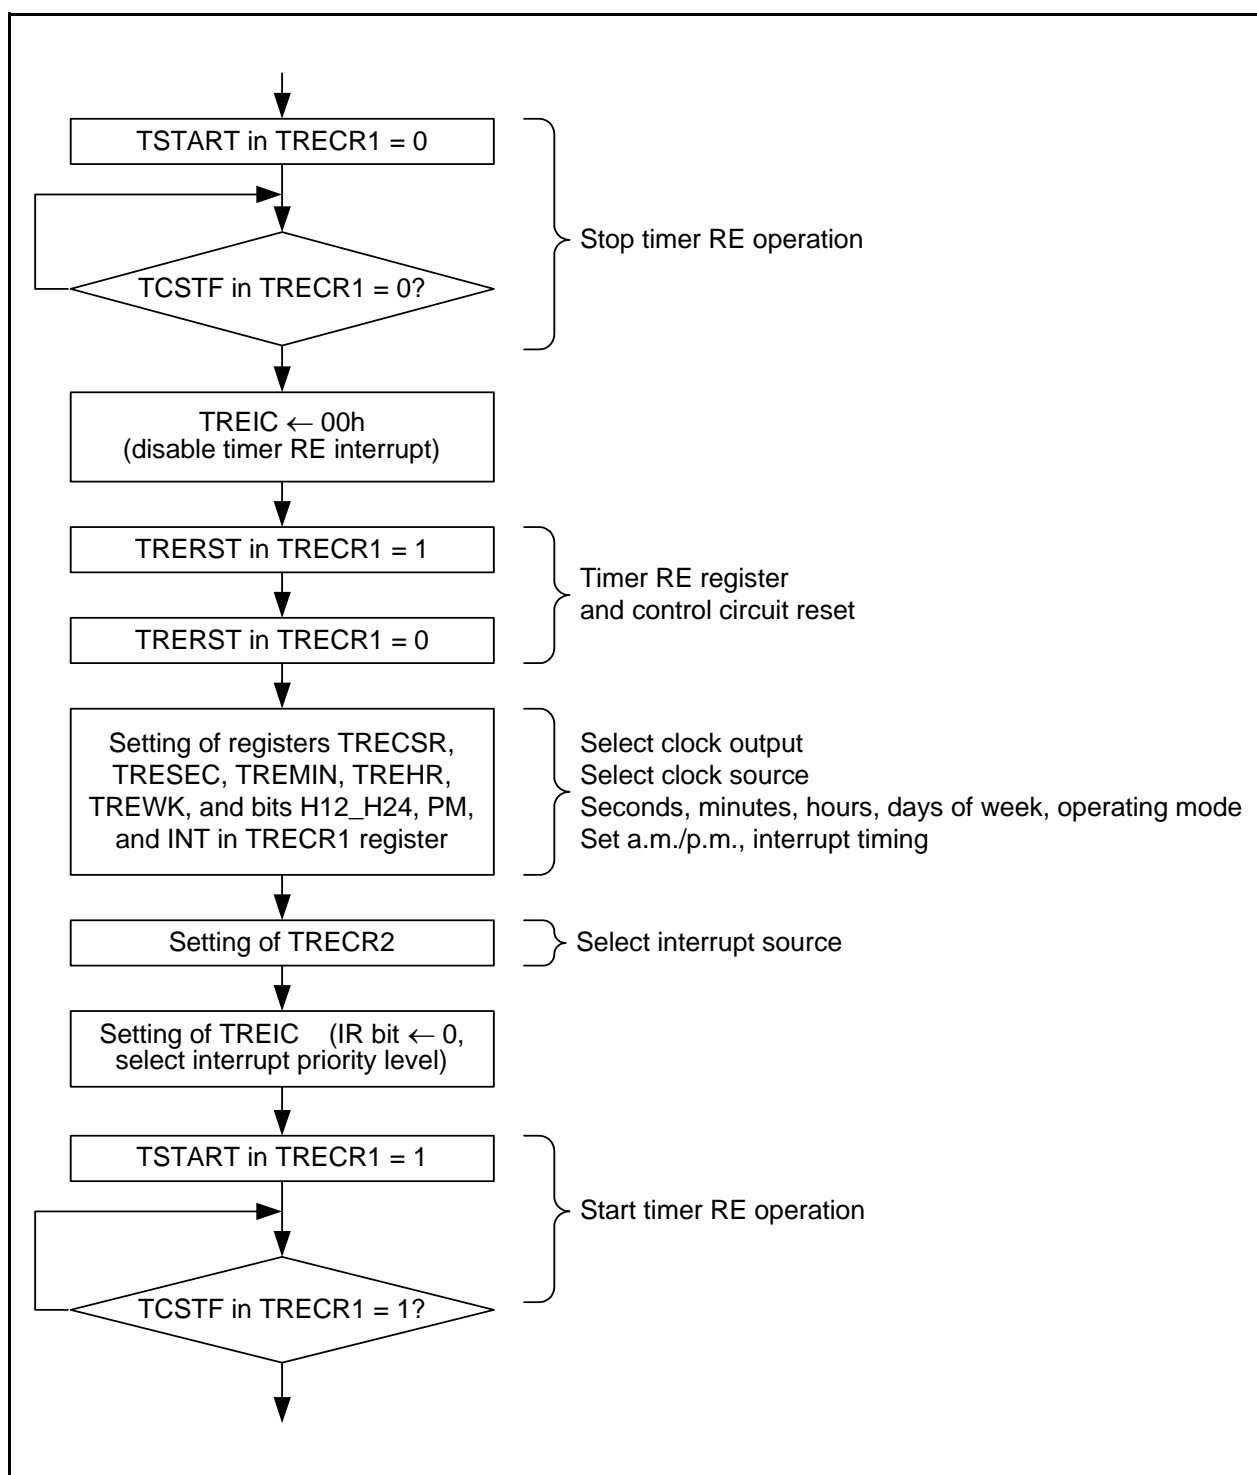 TSTART in TRECR1 = 0
Stop timer RE operation
TCSTF in TRECR1 = 0?
TREIC ← 00h
(disable timer RE interrupt)
TRERST in TRECR1 = 1
Timer RE register
and control circuit reset
TRERST in TRECR1 = 0
Setting of registers TRECSR,
TRESEC, TREMIN, TREHR,
TREWK, and bits H12_H24, PM,
and INT in TRECR1 register
Select clock output
Select clock source
Seconds, minutes, hours, days of week, operating mode
Set a.m./p.m., interrupt timing
Setting of TRECR2
Select interrupt source
Setting of TREIC (IR bit ← 0,
select interrupt priority level)
TSTART in TRECR1 = 1
Start timer RE operation
TCSTF in TRECR1 = 1?